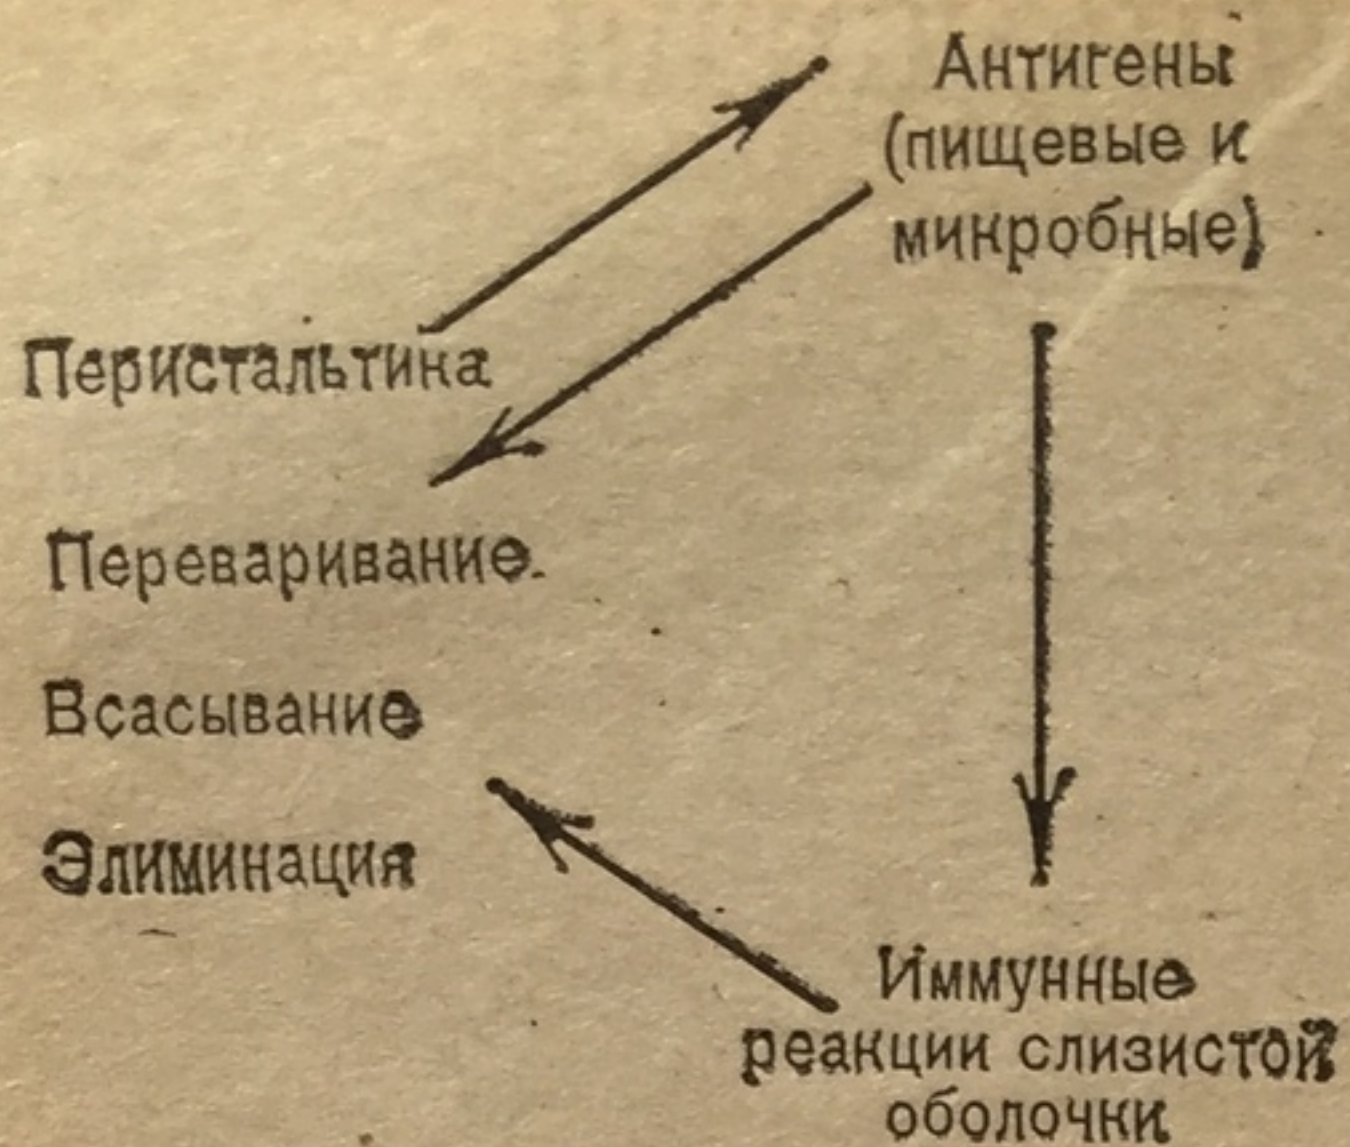 Антигены
(пищевые и
микробные)
Перистальтика
Переваривание.
Всасывание
Элиминация
Иммунные
реакции слизистой
оболочки